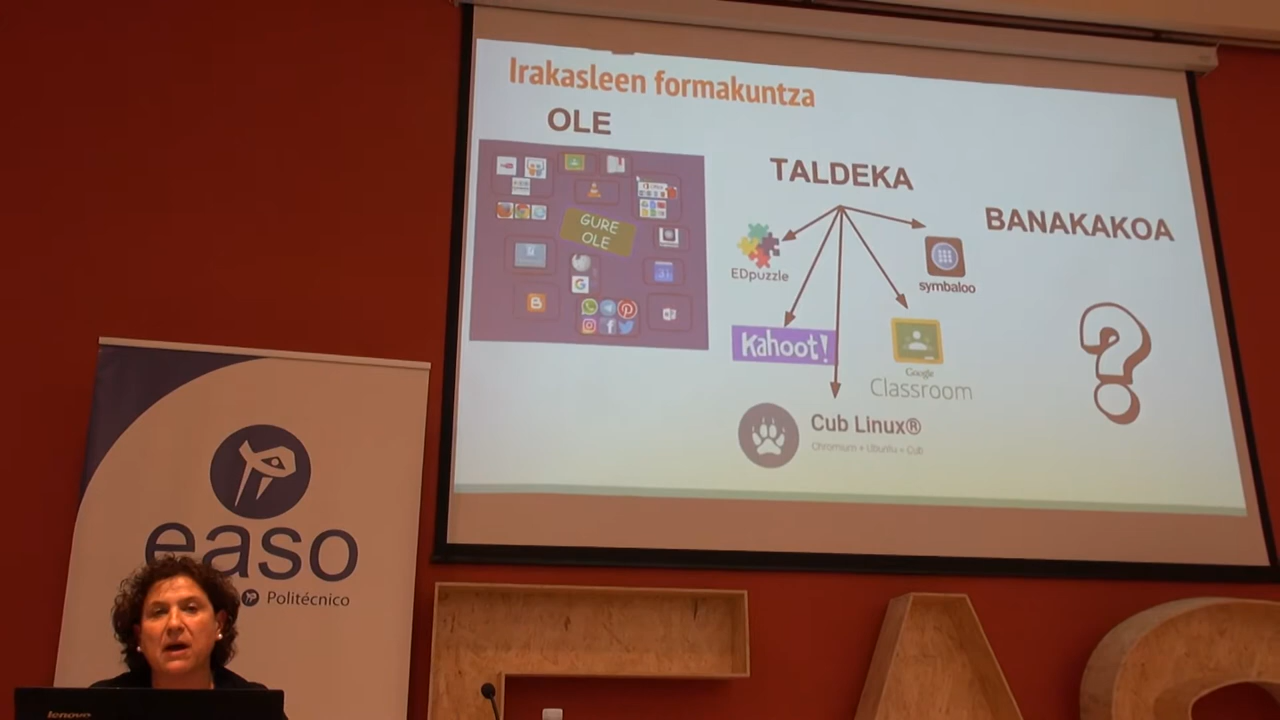 Irakasleen formakuntza
OLE
GURE
OLE
TALDEKA
EDpuzzle
symbaloo
Kahoot!
Google
Classroom
Cub Linux®
Chromium + Ubuntu + Cub
BANAKAKOA
?
easo
Politécnico
lenovo
EASO